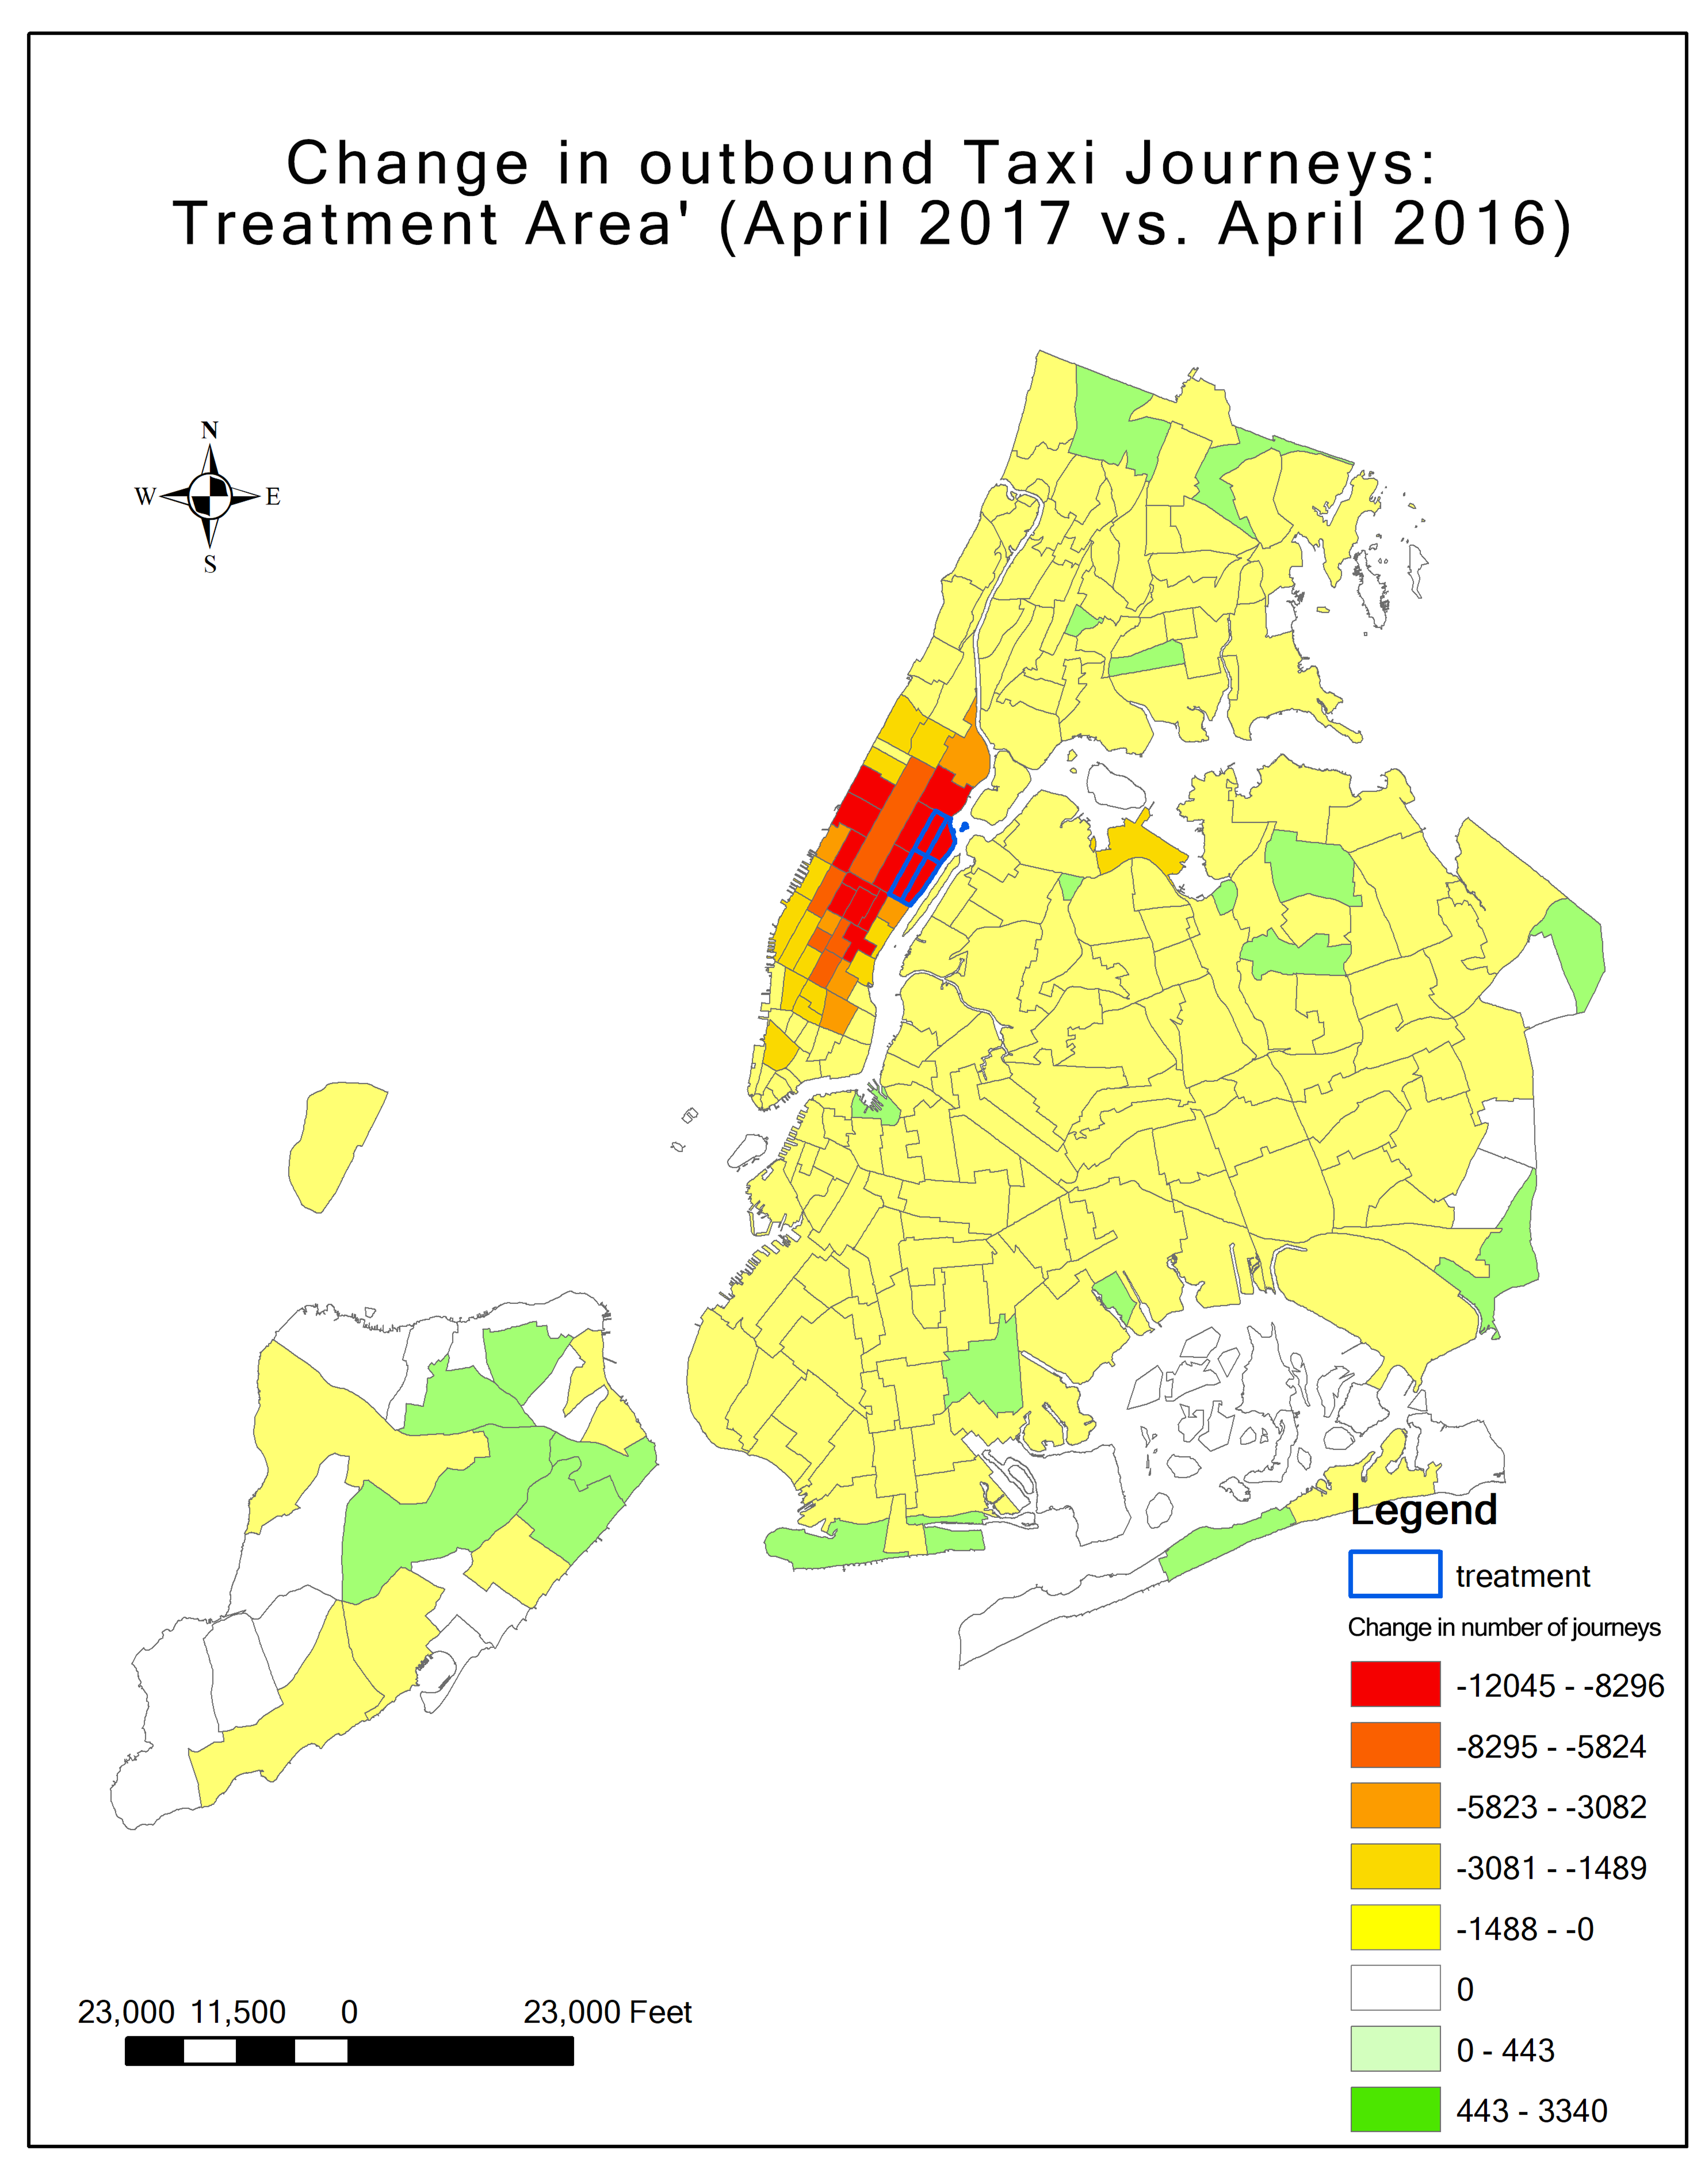 Change in outbound Taxi Journeys:
Treatment Area' (April 2017 vs. April 2016)
N
W E
S
Legend
treatment
Change in number of journeys
-12045 - -8296
-8295 - -5824
-5823 - -3082
-3081 - -1489
-1488 - -0
0
0 - 443
443 - 3340
23,000 11,500 0 23,000 Feet